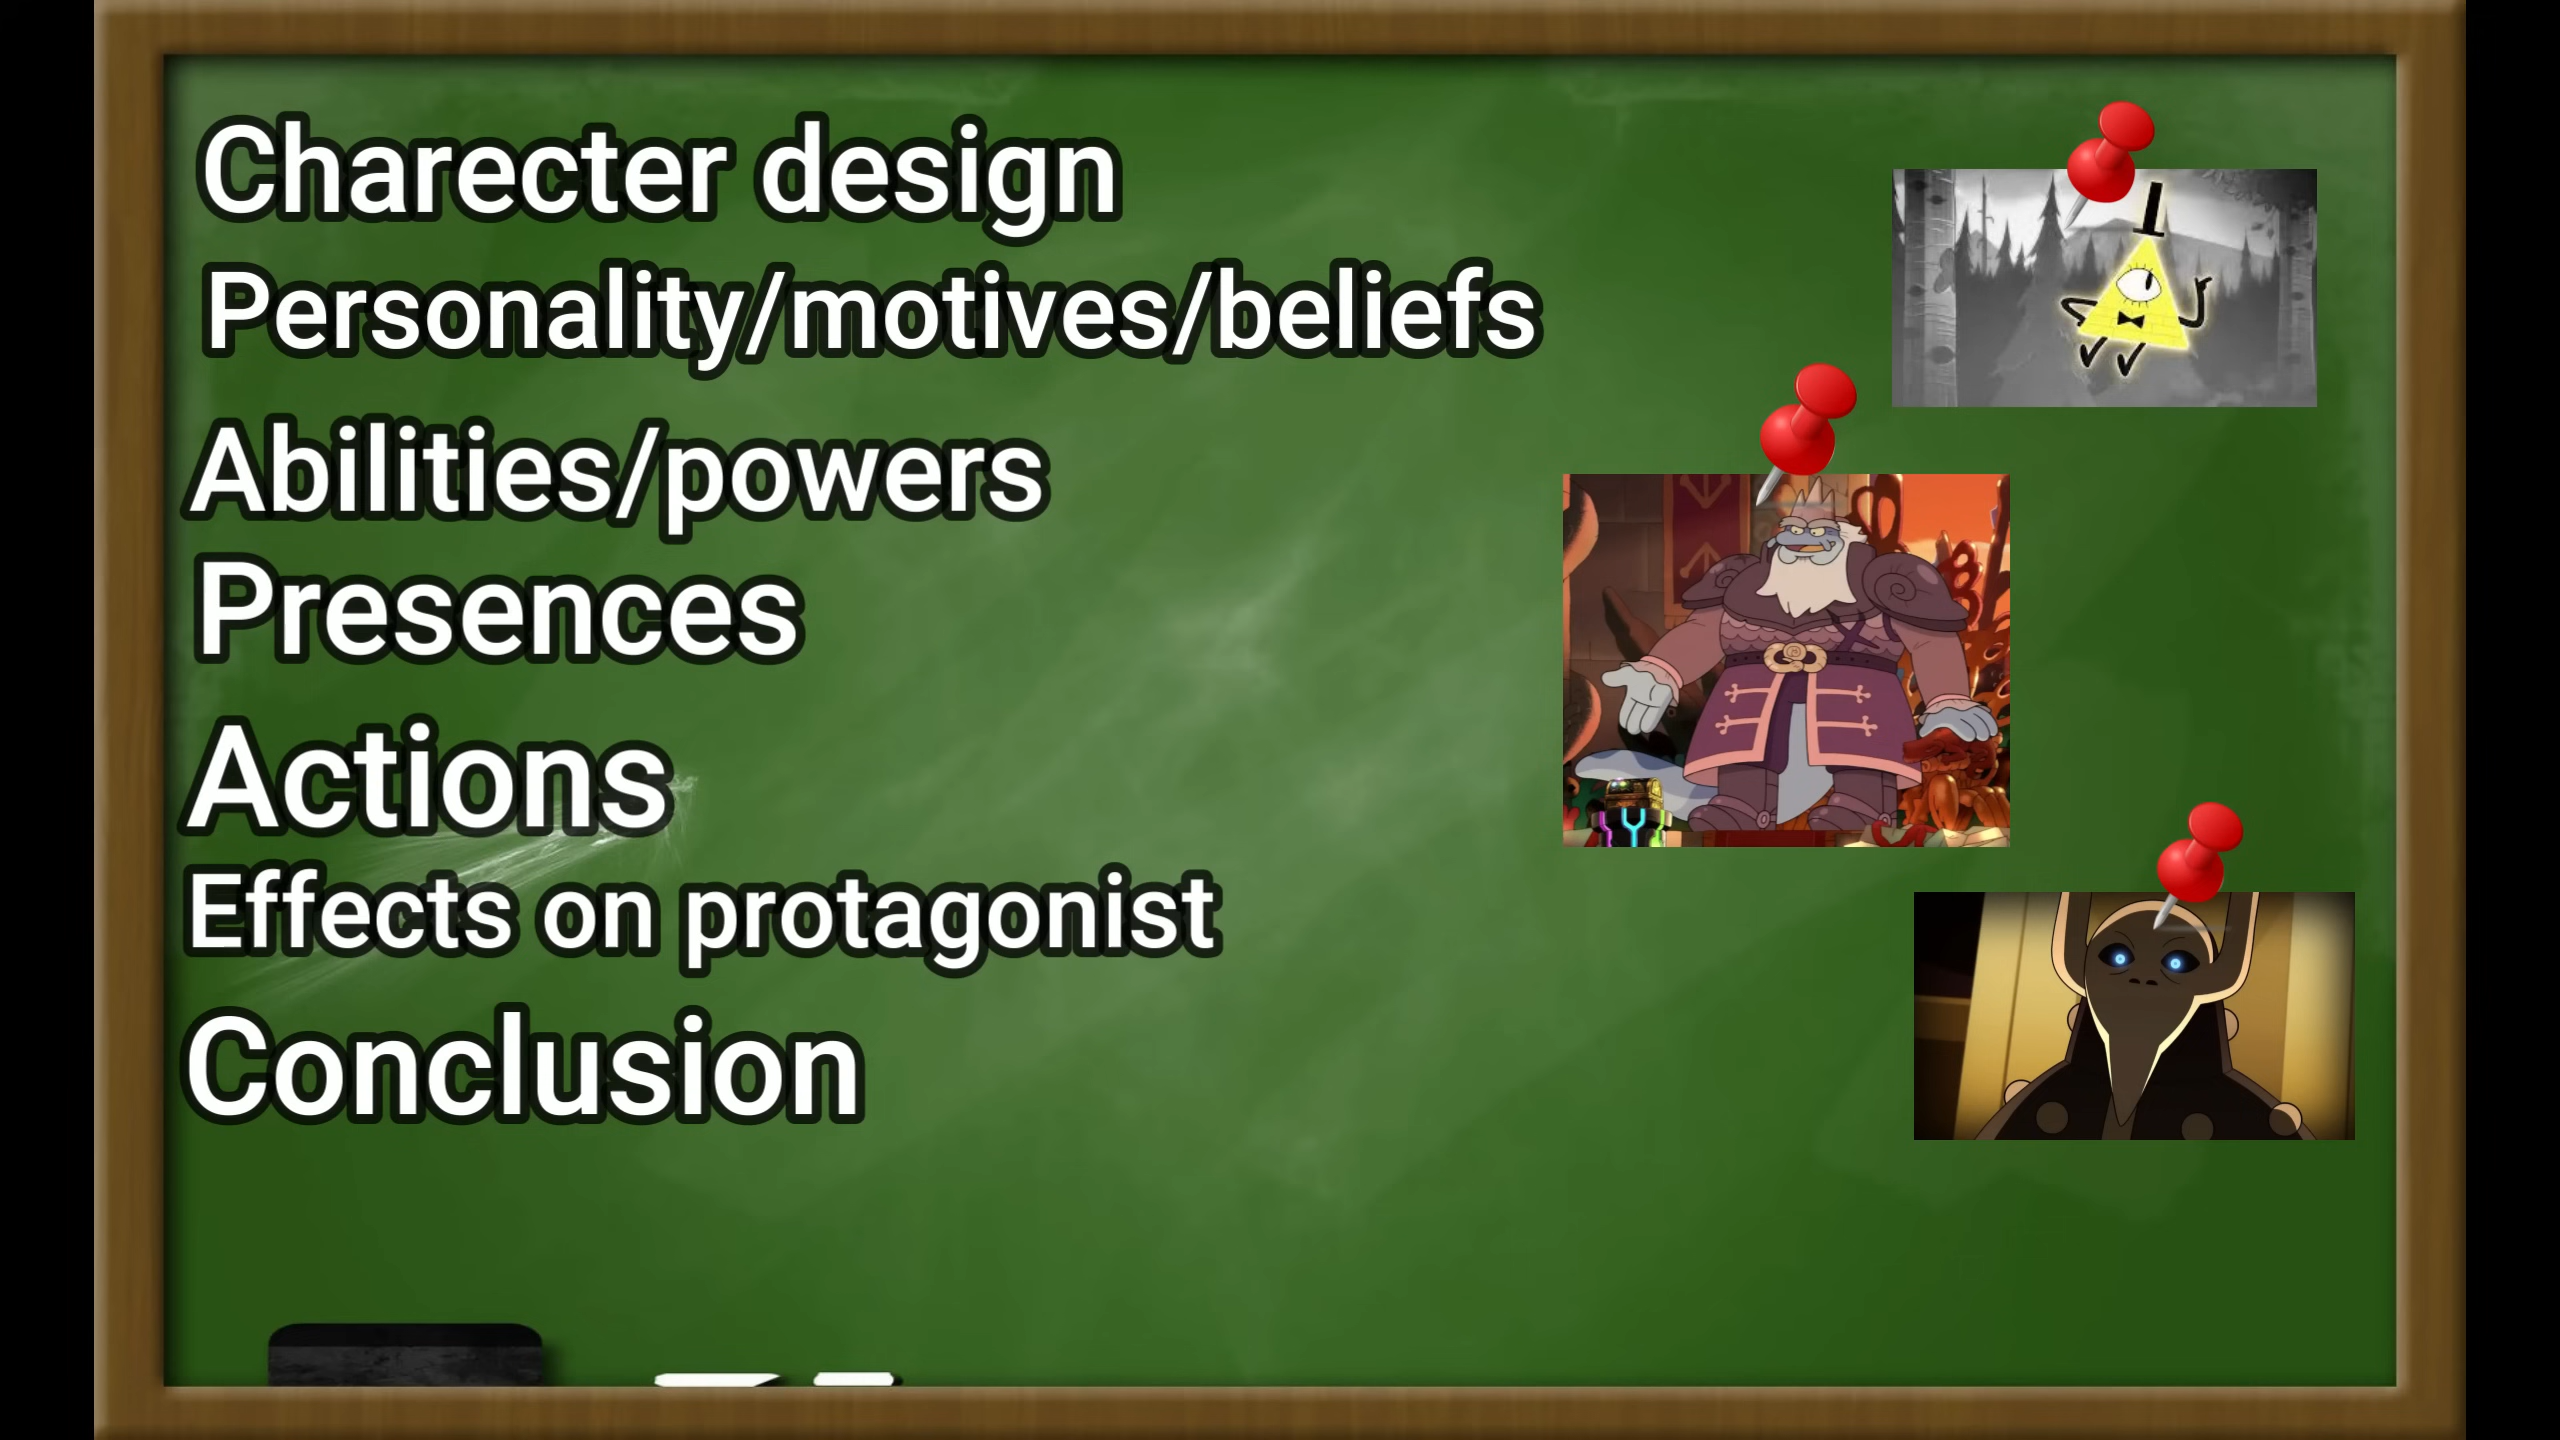 Charecter design
Personality/motives/beliefs
Abilities/powers
Presences
Actions
Effects on protagonist
Conclusion